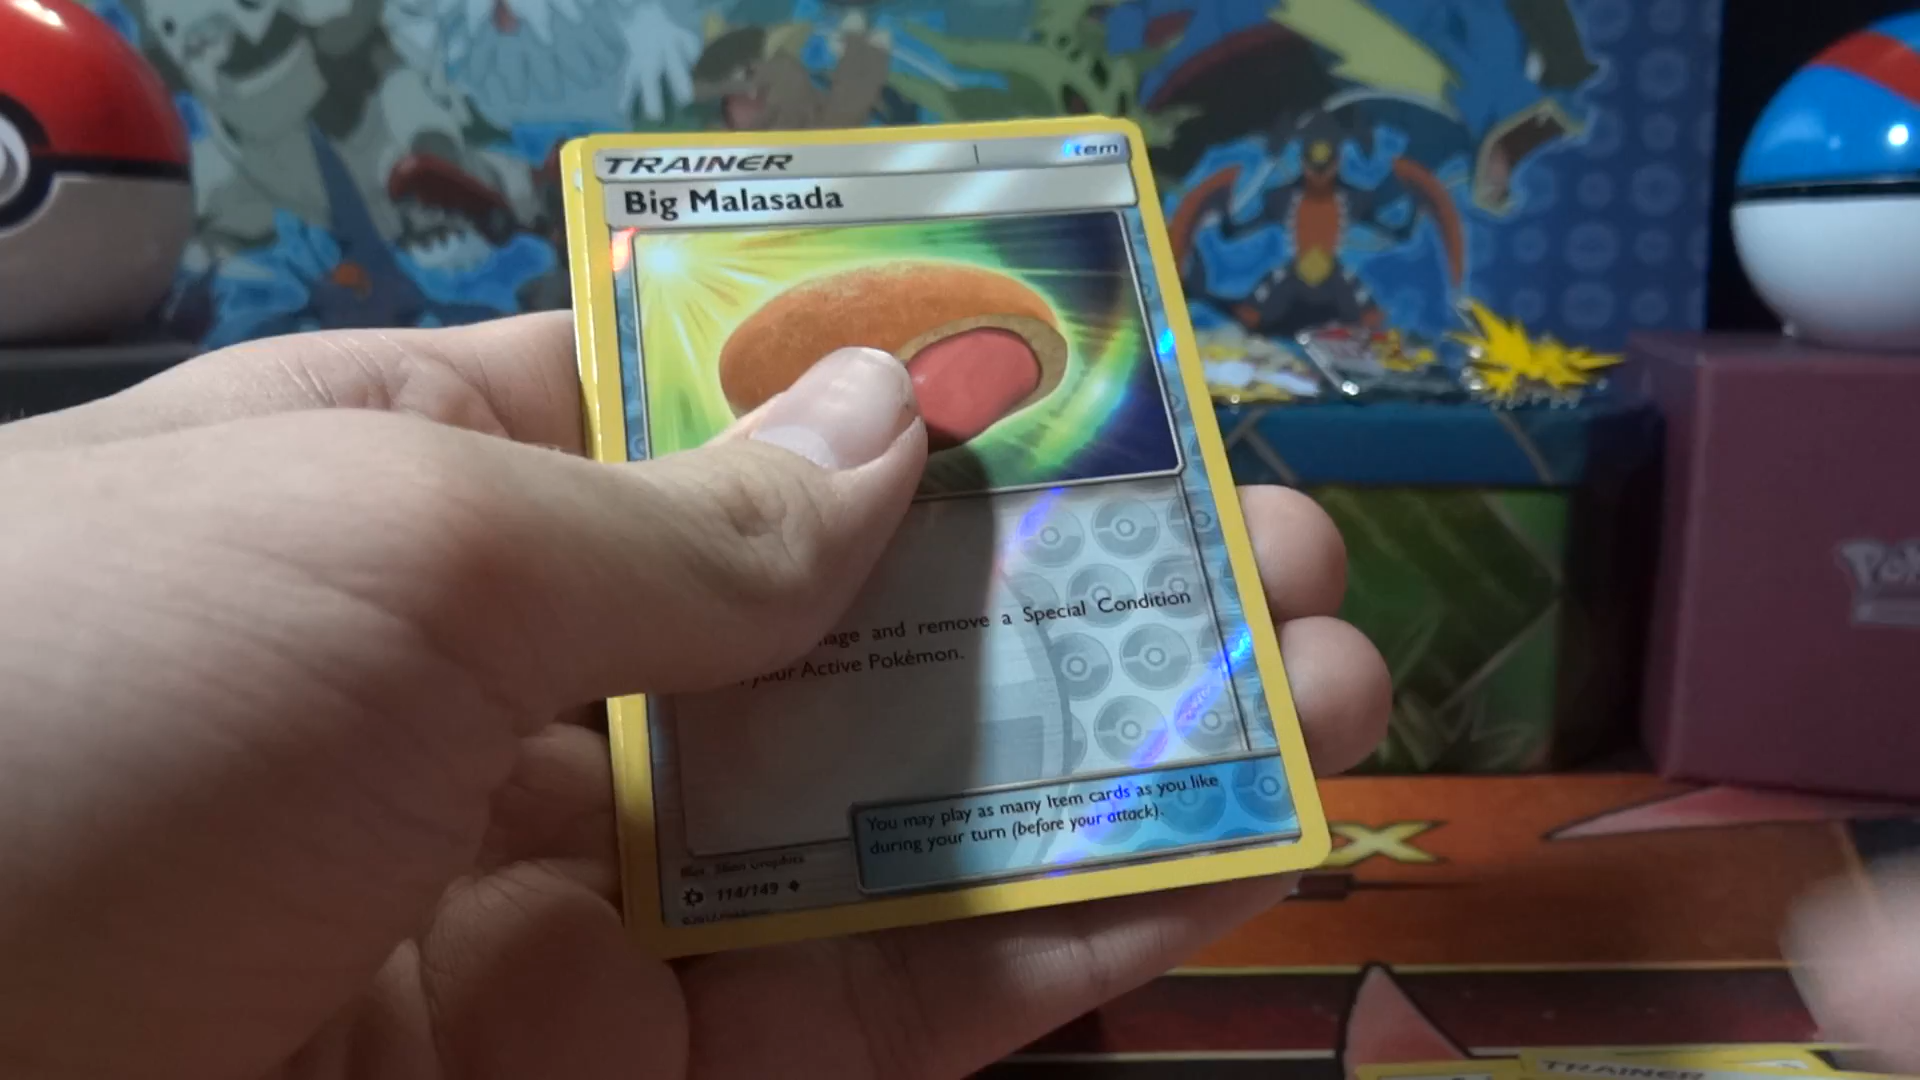 TRAINER
Item
Big Malasada
and remove a Special Condition
your Active Pokémon.
You may play as many Item cards as you like
during your turn (before your attack).
114/149
TRAINER